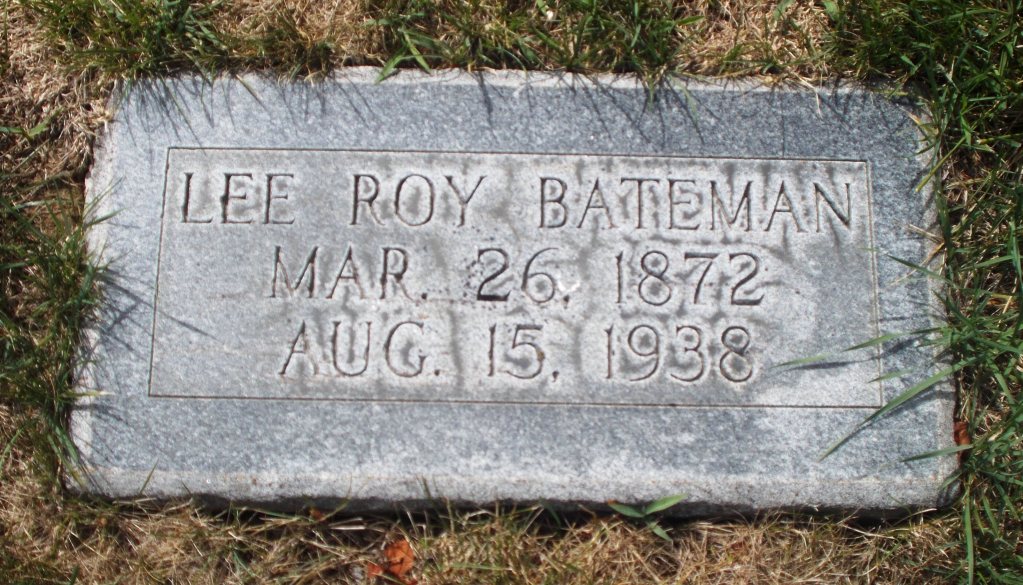 LEE ROY BATEMAN
MAR. 26, 1872
AUG. 15, 1938